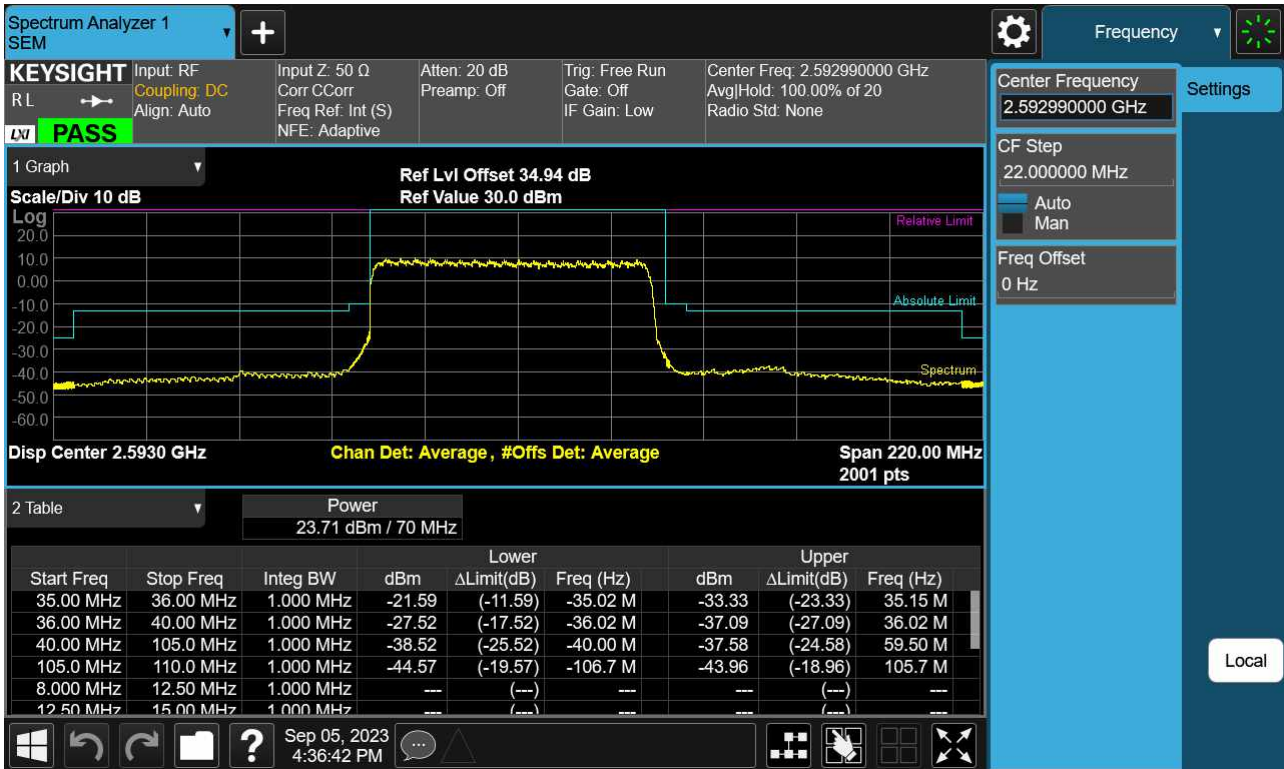 Spectrum Analyzer 1
SEM
+
Frequency
KEYSIGHT
R L
LXI
PASS
Input: RF
Coupling: DC
Align: Auto
Input Z: 50 Ω
Corr CCorr
Freq Ref: Int (S)
NFE: Adaptive
Atten: 20 dB
Preamp: Off
Trig: Free Run
Gate: Off
IF Gain: Low
Center Freq: 2.592990000 GHz
Avg|Hold: 100.00% of 20
Radio Std: None
Center Frequency
2.592990000 GHz
Settings
CF Step
22.000000 MHz
Auto
Man
Freq Offset
0 Hz
Local
1 Graph
Scale/Div 10 dB
Ref Lvl Offset 34.94 dB
Ref Value 30.0 dBm
Log
20.0
10.0
0.00
-10.0
-20.0
-30.0
-40.0
-50.0
-60.0
Relative Limit
Absolute Limit
Spectrum
Disp Center 2.5930 GHz
Chan Det: Average, #Offs Det: Average
Span 220.00 MHz
2001 pts
2 Table
Power
23.71 dBm / 70 MHz
Lower Upper
Start Freq Stop Freq Integ BW dBm ΔLimit(dB) Freq (Hz) dBm ΔLimit(dB) Freq (Hz)
35.00 MHz 36.00 MHz 1.000 MHz -21.59 (-11.59) -35.02 M -33.33 (-23.33) 35.15 M
36.00 MHz 40.00 MHz 1.000 MHz -27.52 (-17.52) -36.02 M -37.09 (-27.09) 36.02 M
40.00 MHz 105.0 MHz 1.000 MHz -38.52 (-25.52) -40.00 M -37.58 (-24.58) 59.50 M
105.0 MHz 110.0 MHz 1.000 MHz -44.57 (-19.57) -106.7 M -43.96 (-18.96) 105.7 M
8.000 MHz 12.50 MHz 1.000 MHz --- (---) --- --- (---) ---
12.50 MHz 15.00 MHz 1.000 MHz --- (---) --- --- (---) ---
?
Sep 05, 2023
4:36:42 PM